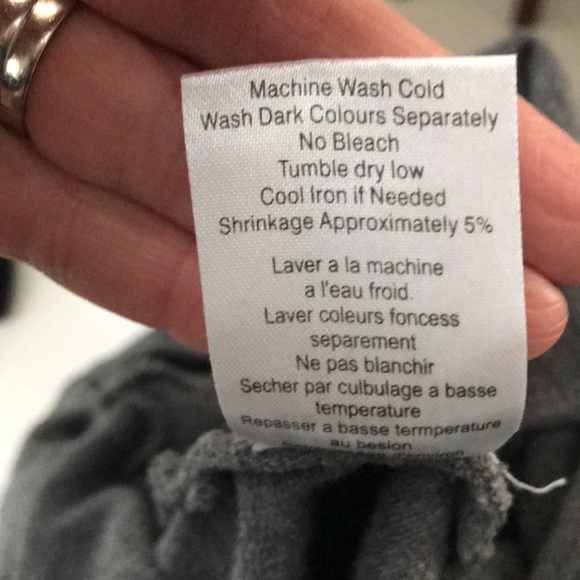 Machine Wash Cold
Wash Dark Colours Separately
No Bleach
Tumble dry low
Cool Iron if Needed
Shrinkage Approximately 5%
Laver a la machine
a l'eau froid.
Laver coleurs foncess
separement
Ne pas blanchir
Secher par culbulage a basse
temperature
Repasser a basse termperature
au besion